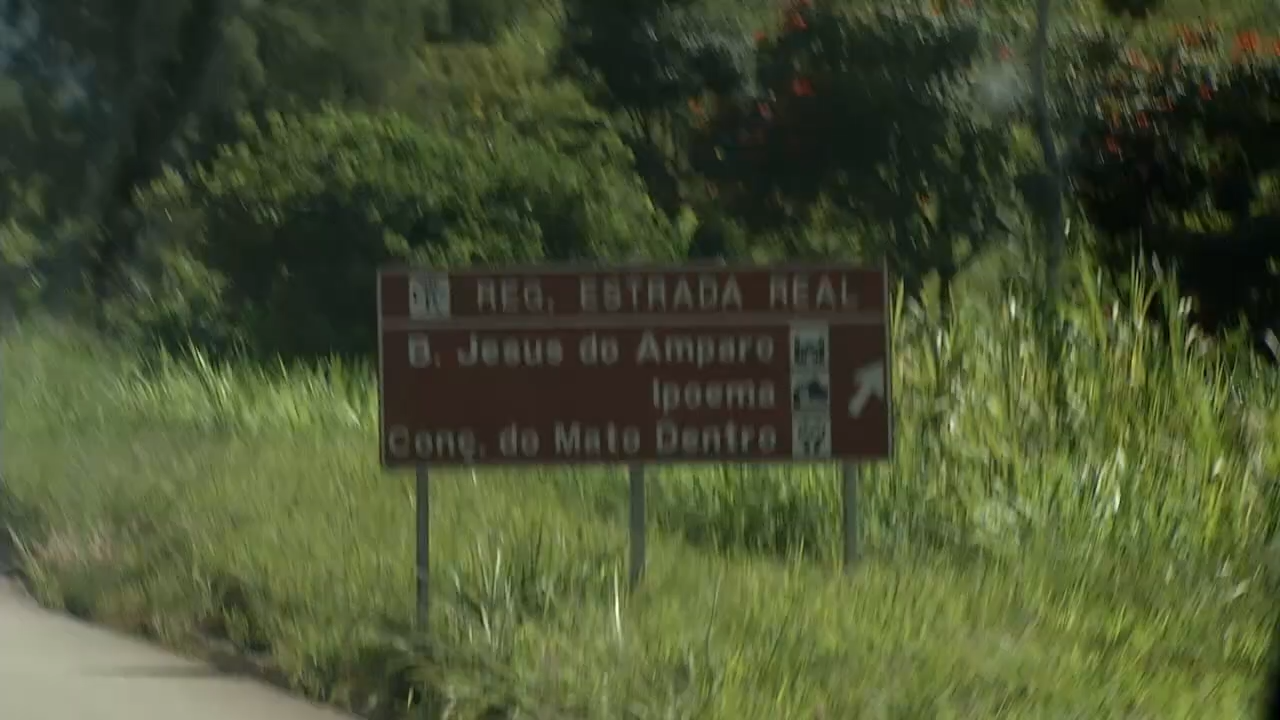 REG. ESTRADA REAL
B. Jesus do Amparo
Ipoema
Conç. do Mato Dentro